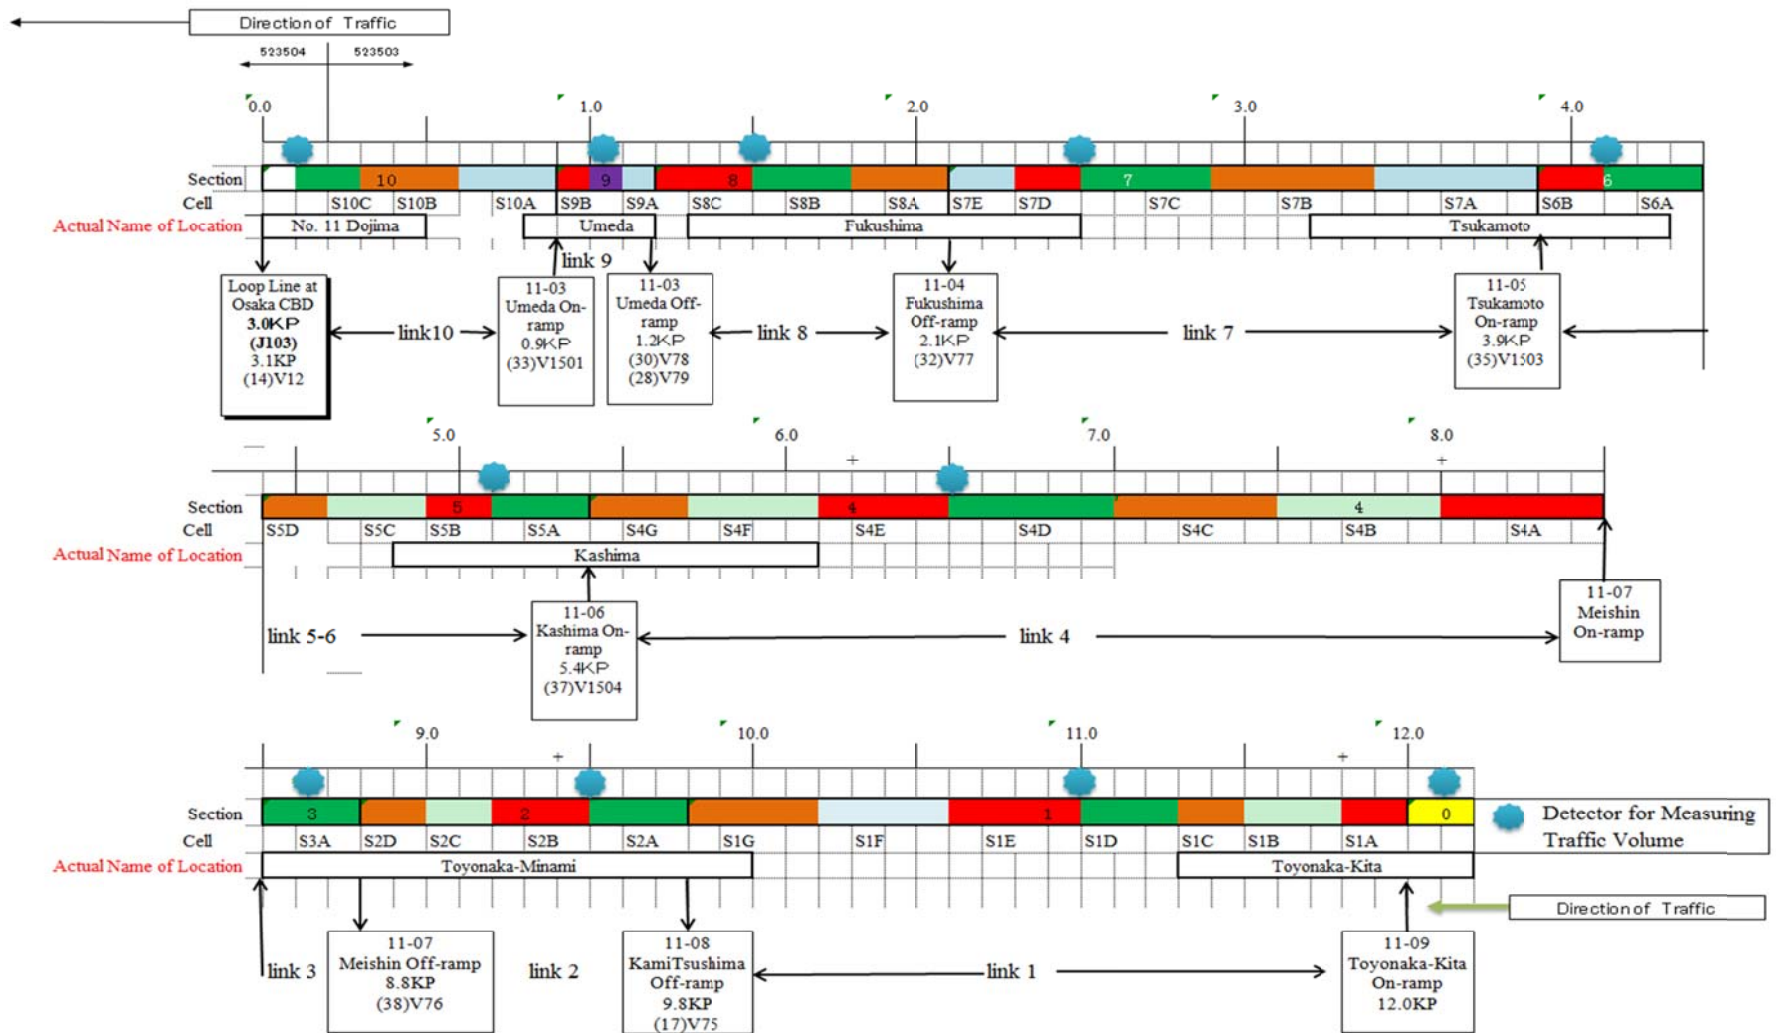 Direction of Traffic
523504 523503
0.0 1.0 2.0 3.0 4.0
Section 10 9 8 7 6
Cell S10C S10B S10A S9B S9A S8C S8B S8A S7E S7D S7C S7B S7A S6B S6A
Actual Name of Location No. 11 Dojima Umeda Fukushima Tsukamoto
link 9
Loop Line at
Osaka CBD
3.0KP
(J103)
3.1KP
(14)V12
link10
11-03
Umeda On-
ramp
0.9KP
(33)V1501
11-03
Umeda Off-
ramp
1.2KP
(30)V78
(28)V79
link 8
11-04
Fukushima
Off-ramp
2.1KP
(32)V77
link 7
11-05
Tsukamoto
On-ramp
3.9KP
(35)V1503
5.0 6.0 7.0 8.0
+ +
Section 5 4 4
Cell S5D S5C S5B S5A S4G S4F S4E S4D S4C S4B S4A
Actual Name of Location Kashima
link 5-6
11-06
Kashima On-
ramp
5.4KP
(37)V1504
link 4
11-07
Meishin
On-ramp
9.0 10.0 11.0 12.0
+ +
Section 3 2 1 0
Cell S3A S2D S2C S2B S2A S1G S1F S1E S1D S1C S1B S1A
Actual Name of Location Toyonaka-Minami Toyonaka-Kita
Detector for Measuring
Traffic Volume
Direction of Traffic
link 3
11-07
Meishin Off-ramp
8.8KP
(38)V76
link 2
11-08
KamiTsushima
Off-ramp
9.8KP
(17)V75
link 1
11-09
Toyonaka-Kita
On-ramp
12.0KP